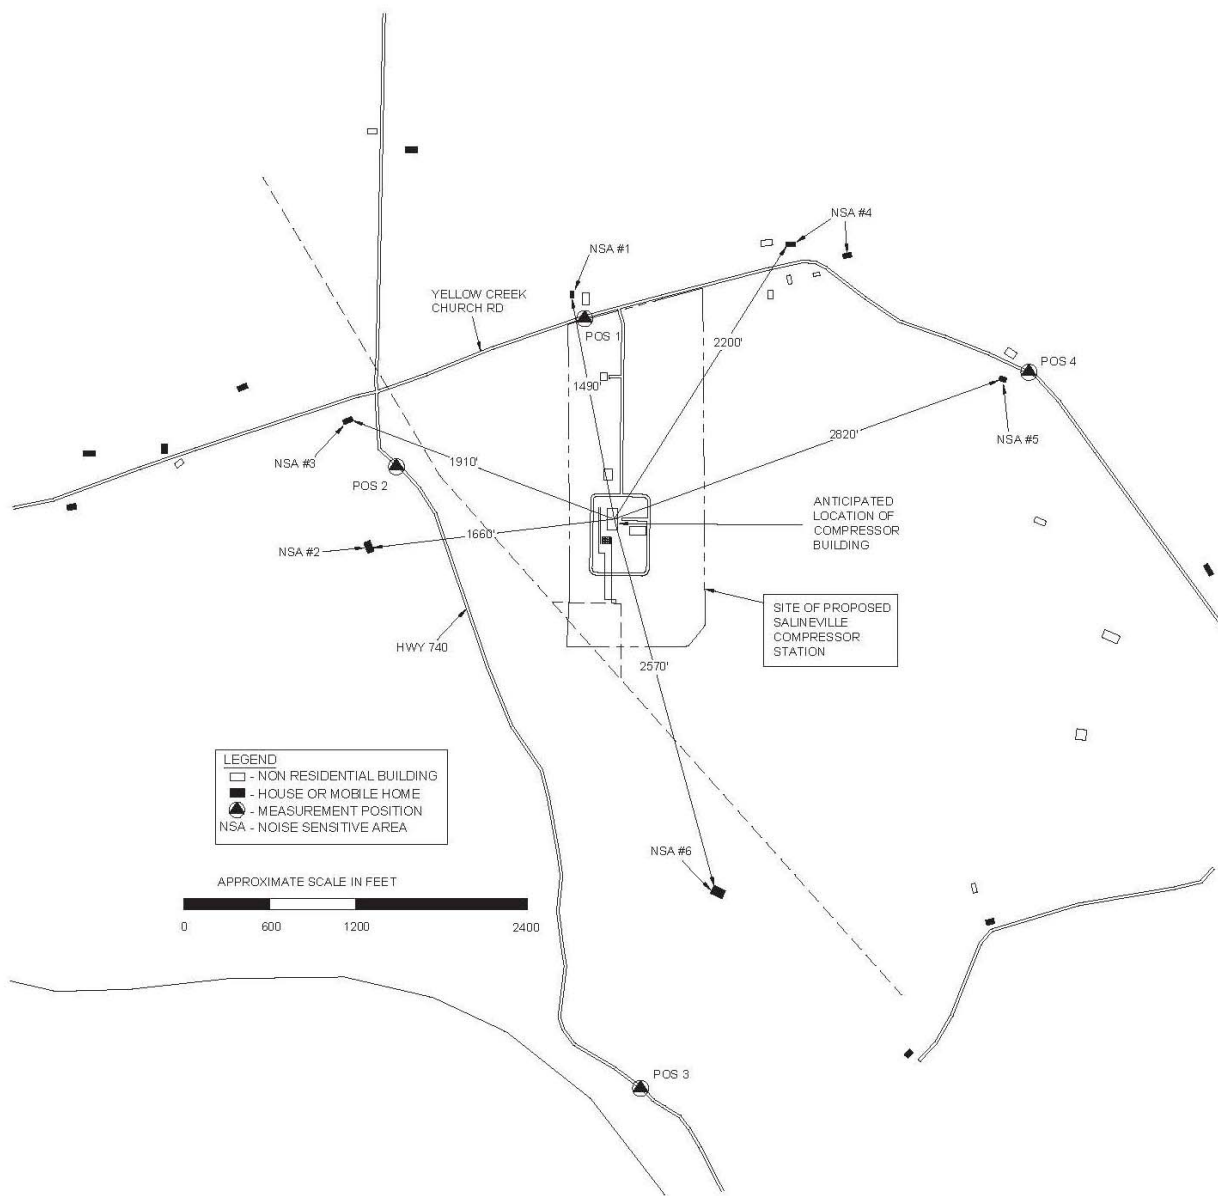 NSA #4
NSA #1
YELLOW CREEK
CHURCH RD
POS 1
2200'
POS 4
1490'
2820'
NSA #5
NSA #3
1910'
POS 2
ANTICIPATED
LOCATION OF
COMPRESSOR
BUILDING
1660'
NSA #2
SITE OF PROPOSED
SALINEVILLE
COMPRESSOR
STATION
HWY 740
2570'
LEGEND
- NON RESIDENTIAL BUILDING
- HOUSE OR MOBILE HOME
- MEASUREMENT POSITION
NSA - NOISE SENSITIVE AREA
NSA #6
APPROXIMATE SCALE IN FEET
0 600 1200 2400
POS 3